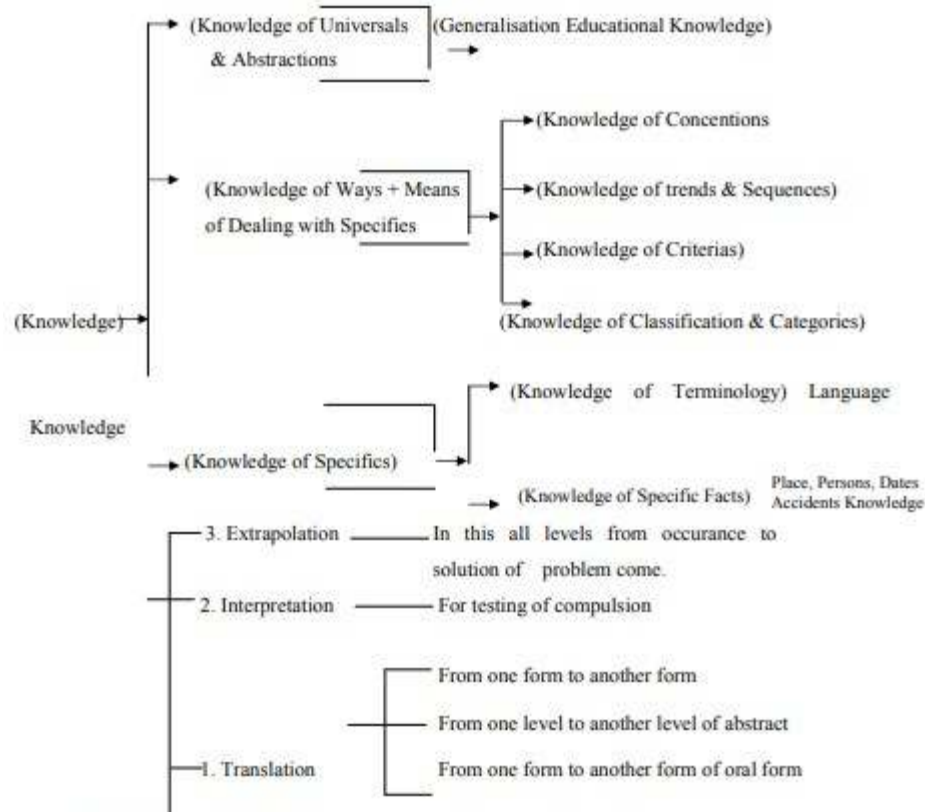 (Knowledge of Universals
& Abstractions
(Generalisation Educational Knowledge)
(Knowledge of Concentions
(Knowledge of Ways + Means
of Dealing with Specifies
(Knowledge of trends & Sequences)
(Knowledge of Criterias)
(Knowledge)
(Knowledge of Classification & Categories)
(Knowledge of Terminology) Language
Knowledge
(Knowledge of Specifics)
(Knowledge of Specific Facts)
Place, Persons, Dates
Accidents Knowledge
3. Extrapolation
In this all levels from occurance to
solution of problem come.
2. Interpretation
For testing of compulsion
From one form to another form
From one level to another level of abstract
1. Translation
From one form to another form of oral form